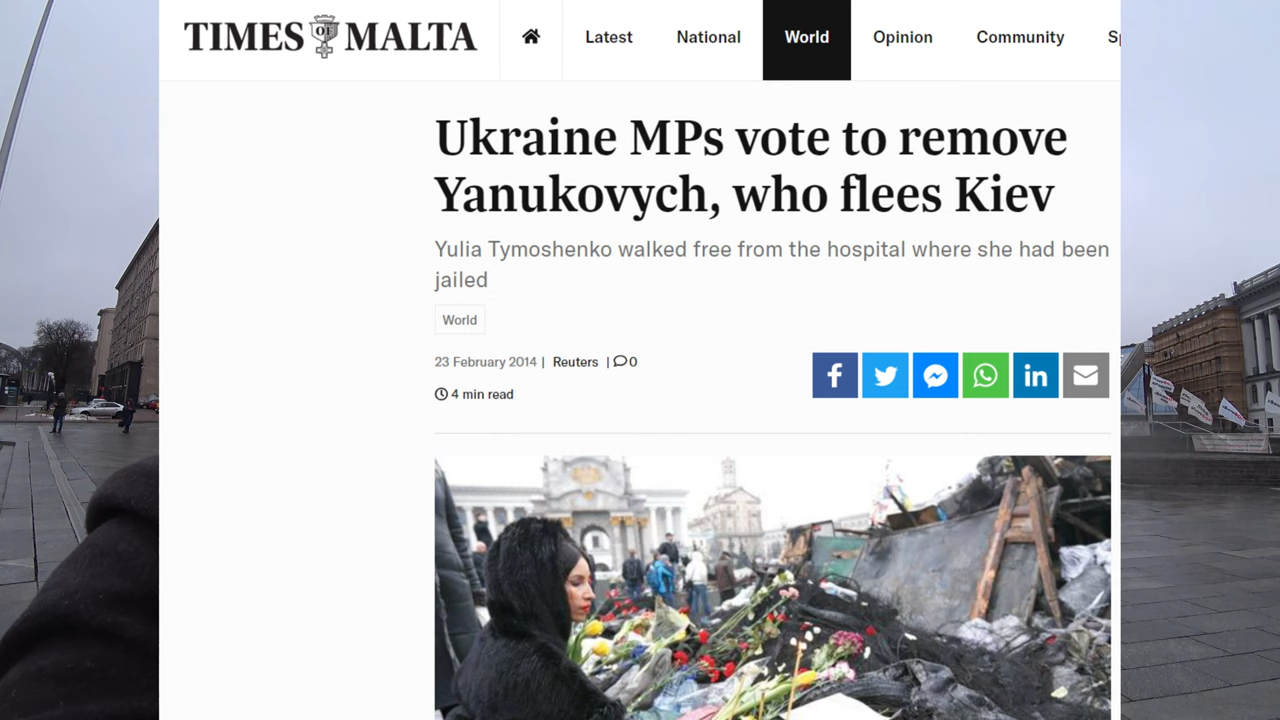 TIMES OF MALTA
Latest
National
World
Opinion
Community
Ukraine MPs vote to remove
Yanukovych, who flees Kiev
Yulia Tymoshenko walked free from the hospital where she had been
jailed
World
23 February 2014 | Reuters | 0
4 min read